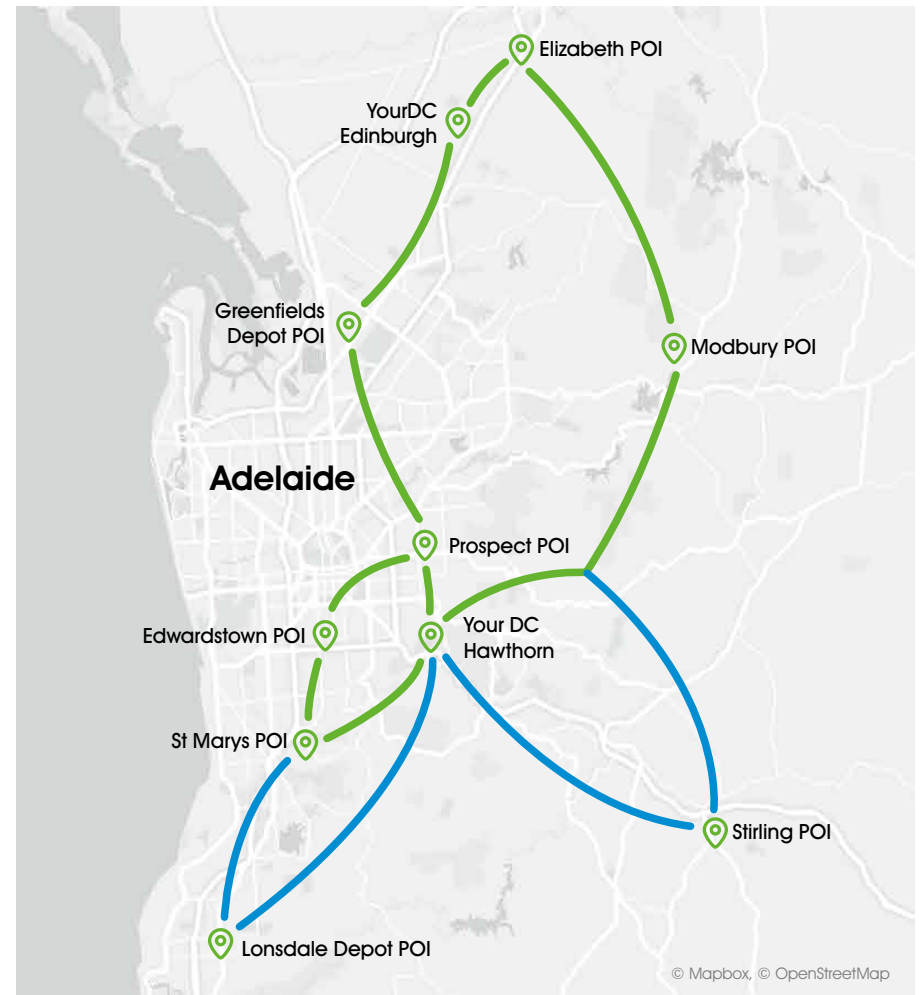 Elizabeth POI
YourDC
Edinburgh
Greenfields
Depot POI
Modbury POI
Adelaide
Prospect POI
Edwardstown POI
Your DC
Hawthorn
St Marys POI
Stirling POI
Lonsdale Depot POI
© Mapbox, © OpenStreetMap